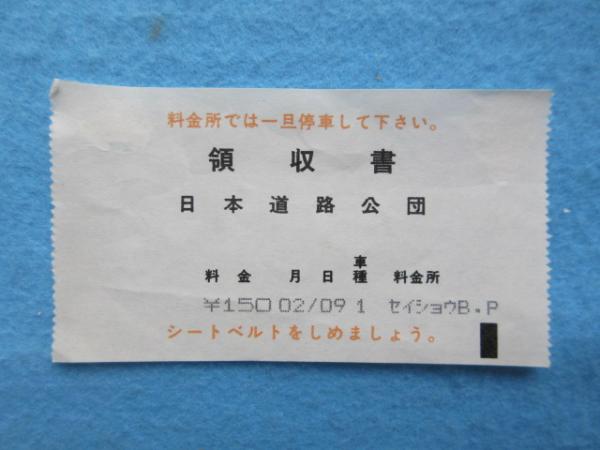 料金所では一旦停車して下さい。
領収書
日本道路公団
料金 月日 車種 料金所
¥150 02/09 1 セイショウB.P
シートベルトをしめましょう。